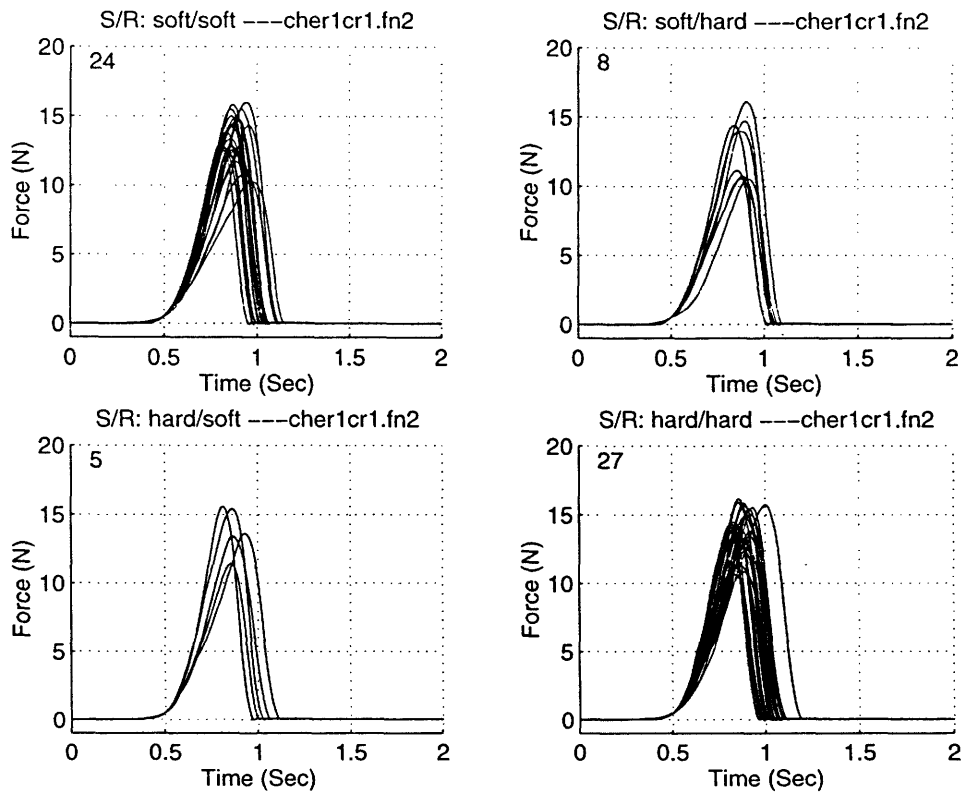 S/R: soft/soft ---cher1cr1.fn2
20
24
15
10
5
0
Force (N)
0 0.5 1 1.5 2
Time (Sec)
S/R: soft/hard ---cher1cr1.fn2
20
8
15
10
5
0
Force (N)
0 0.5 1 1.5 2
Time (Sec)
S/R: hard/soft ---cher1cr1.fn2
20
5
15
10
5
0
Force (N)
0 0.5 1 1.5 2
Time (Sec)
S/R: hard/hard ---cher1cr1.fn2
20
27
15
10
5
0
Force (N)
0 0.5 1 1.5 2
Time (Sec)